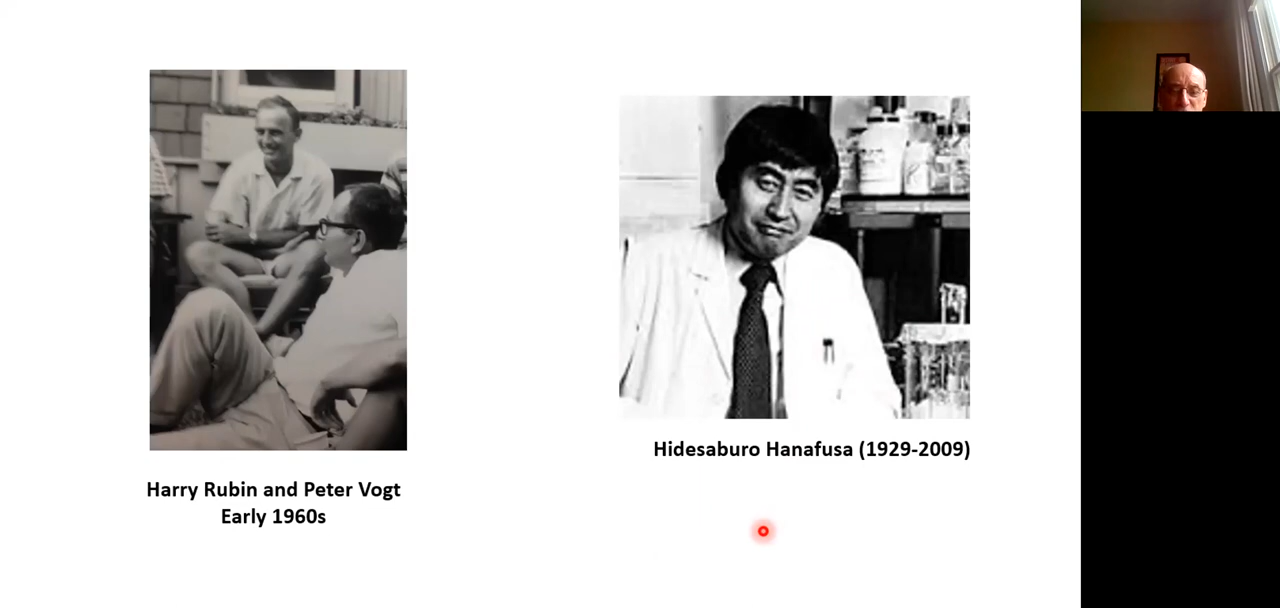 Harry Rubin and Peter Vogt
Early 1960s
Hidesaburo Hanafusa (1929-2009)